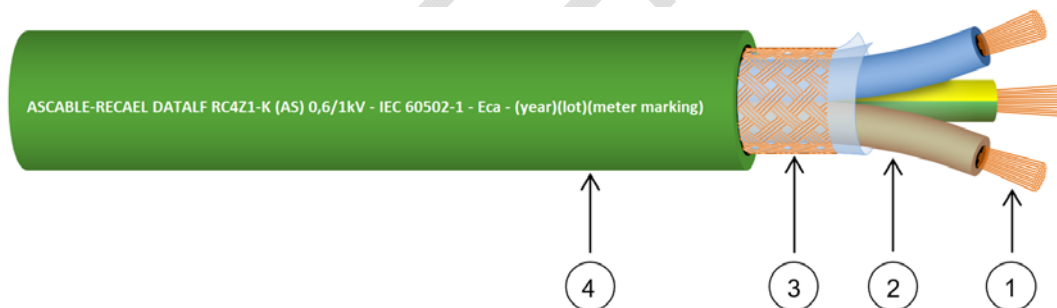 ASCABLE-RECAEL DATALF RC4Z1-K (AS) 0,6/1kV - IEC 60502-1 - Eca - (year)(lot)(meter marking)
4 3 2 1